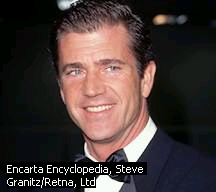 Encarta Encyclopedia, Steve
Granitz/Retna, Ltd